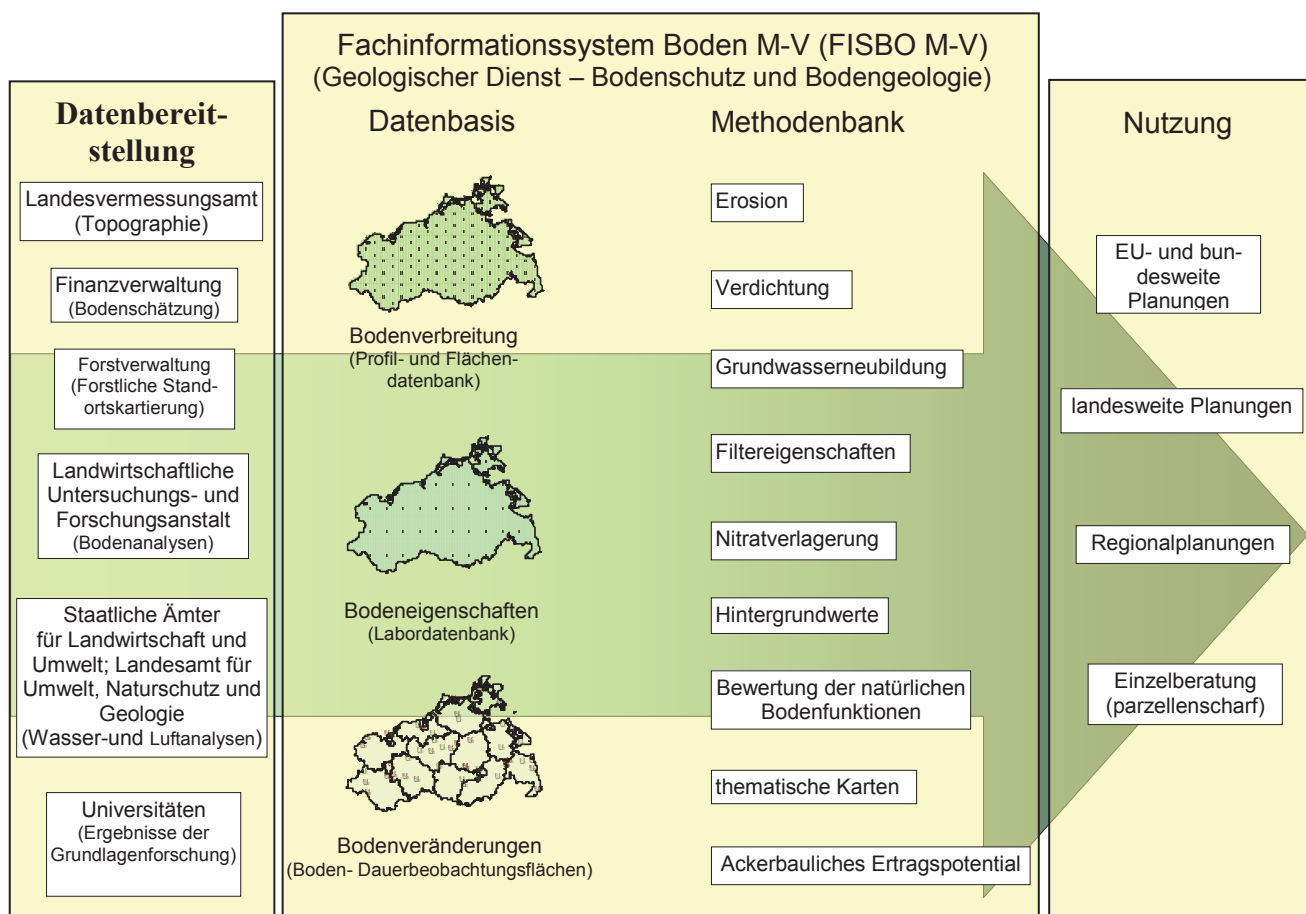 Fachinformationssystem Boden M-V (FISBO M-V)
(Geologischer Dienst – Bodenschutz und Bodengeologie)
Datenbereit-
stellung
Landesvermessungsamt
(Topographie)
Finanzverwaltung
(Bodenschätzung)
Forstverwaltung
(Forstliche Stand-
ortskartierung)
Landwirtschaftliche
Untersuchungs- und
Forschungsanstalt
(Bodenanalysen)
Staatliche Ämter
für Landwirtschaft und
Umwelt; Landesamt für
Umwelt, Naturschutz und
Geologie
(Wasser-und Luftanalysen)
Universitäten
(Ergebnisse der
Grundlagenforschung)
Datenbasis
Bodenverbreitung
(Profil- und Flächen-
datenbank)
Bodeneigenschaften
(Labordatenbank)
Bodenveränderungen
(Boden- Dauerbeobachtungsflächen)
Methodenbank
Erosion
Verdichtung
Grundwasserneubildung
Filtereigenschaften
Nitratverlagerung
Hintergrundwerte
Bewertung der natürlichen
Bodenfunktionen
thematische Karten
Ackerbauliches Ertragspotential
Nutzung
EU- und bun-
desweite
Planungen
landesweite Planungen
Regionalplanungen
Einzelberatung
(parzellenscharf)